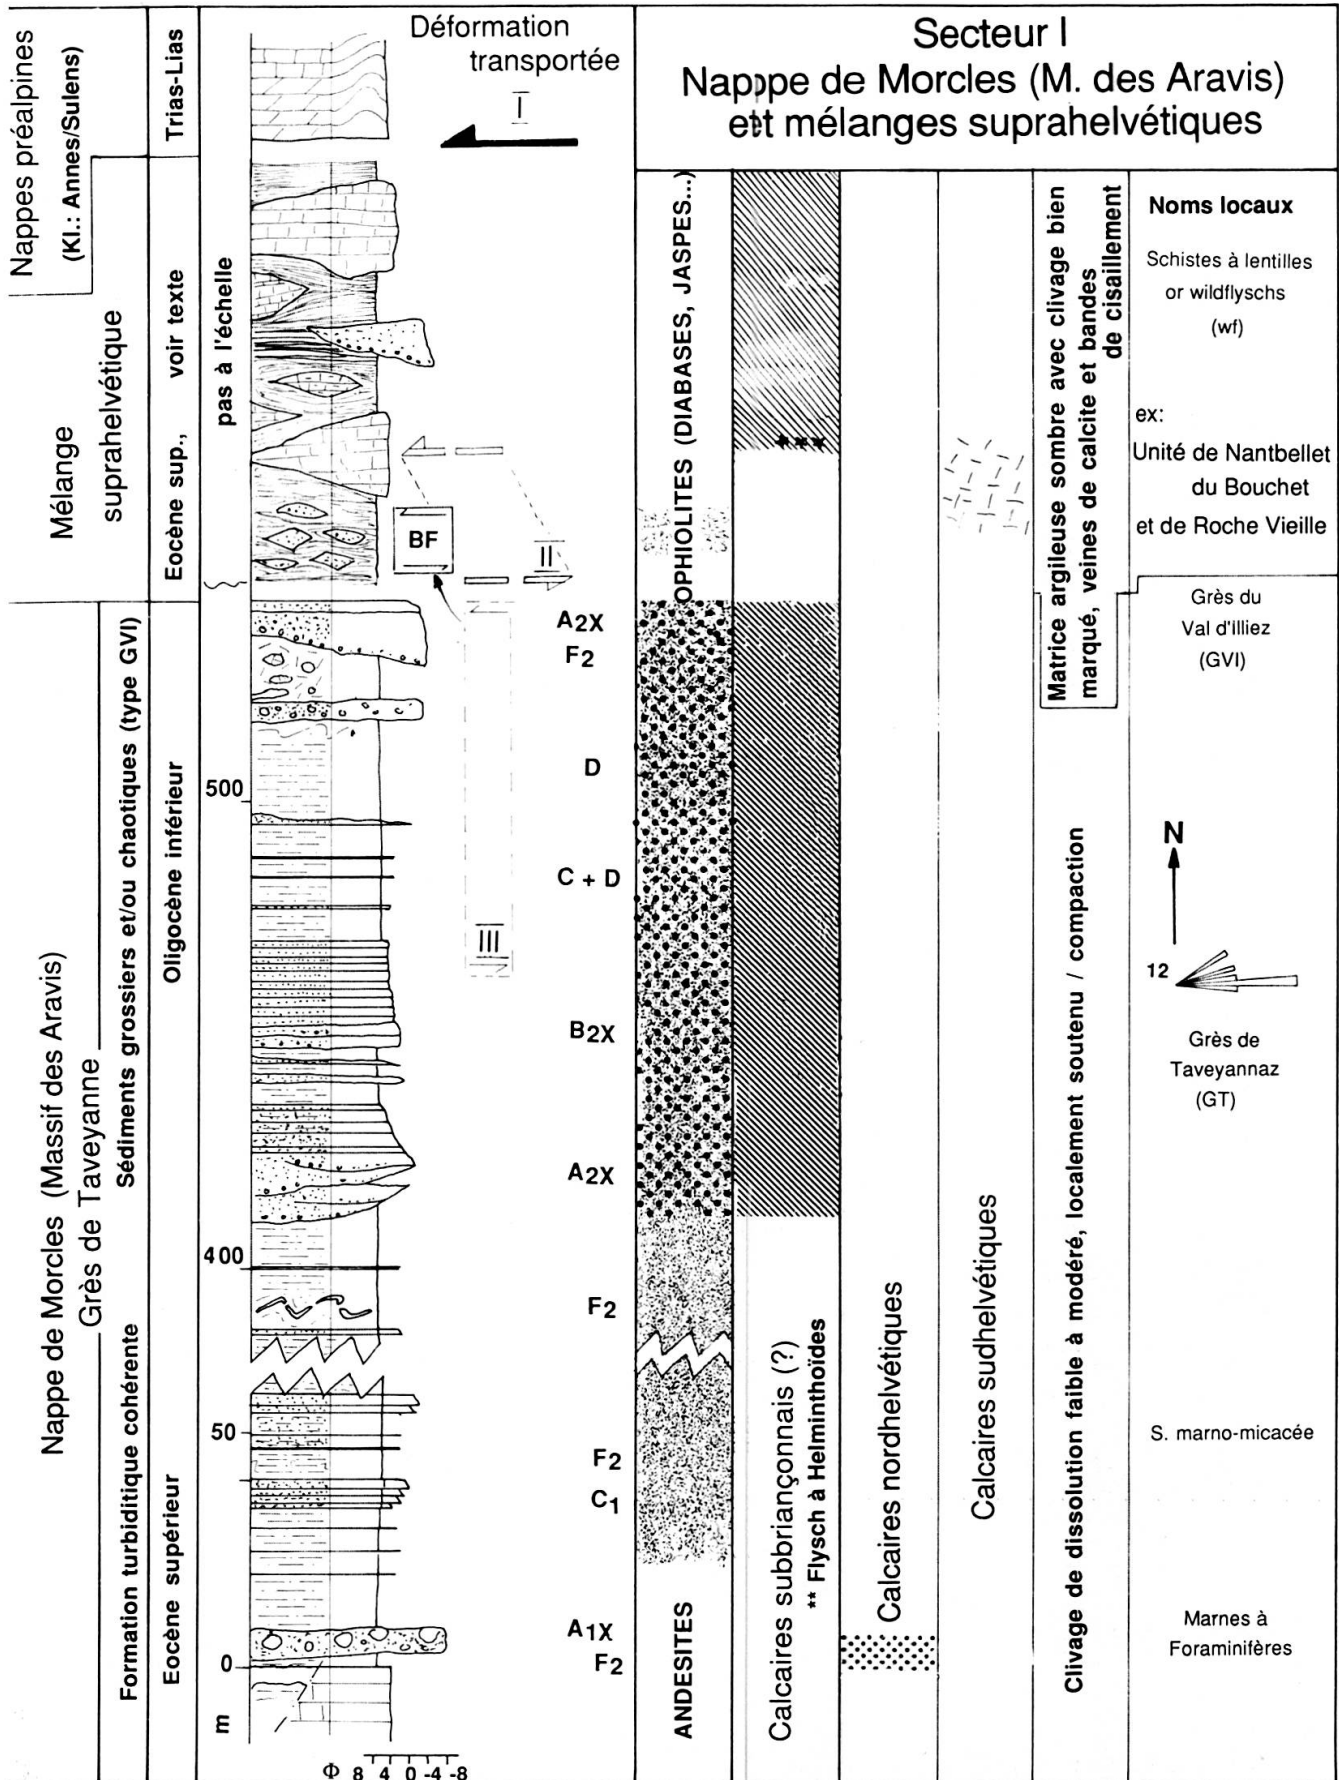 Nappes préalpines
(Kl.: Annes/Sulens)
Trias-Lias
Déformation
transportée
I
Secteur I
Nappe de Morcles (M. des Aravis)
ett mélanges suprahelvétiques
Mélange
suprahelvétique
Eocène sup., voir texte
pas à l'échelle
BF
II
III
OPHIOLITES (DIABASES, JASPES...)
***
Matrice argileuse sombre avec clivage bien
marqué, veines de calcite et bandes
de cisaillement
Noms locaux
Schistes à lentilles
or wildflyschs
(wf)
ex:
Unité de Nantbellet
du Bouchet
et de Roche Vieille
Grès du
Val d'Illiez
(GVI)
Nappe de Morcles (Massif des Aravis)
Grès de Taveyanne
Sédiments grossiers et/ou chaotiques (type GVI)
Formation turbiditique cohérente
Oligocène inférieur
Eocène supérieur
500
400
50
0
m
Φ 8 4 0 -4 -8
A2X
F2
D
C + D
B2X
A2X
F2
F2
C1
A1X
F2
ANDESITES
Calcaires subbriançonnais (?)
** Flysch à Helminthoïdes
Calcaires nordhelvétiques
Calcaires sudhelvétiques
Clivage de dissolution faible à modéré, localement soutenu / compaction
N
12
Grès de
Taveyannaz
(GT)
S. marno-micacée
Marnes à
Foraminifères